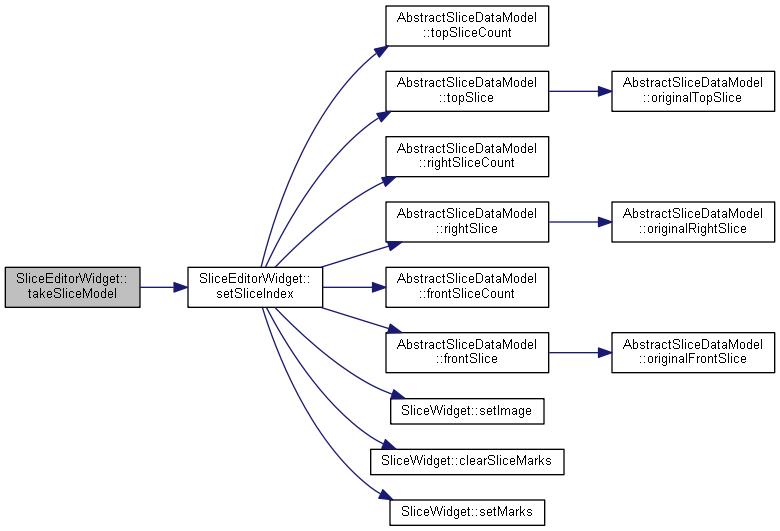 AbstractSliceDataModel
::topSliceCount
AbstractSliceDataModel
::topSlice
AbstractSliceDataModel
::originalTopSlice
AbstractSliceDataModel
::rightSliceCount
AbstractSliceDataModel
::rightSlice
AbstractSliceDataModel
::originalRightSlice
SliceEditorWidget::
takeSliceModel
SliceEditorWidget::
setSliceIndex
AbstractSliceDataModel
::frontSliceCount
AbstractSliceDataModel
::frontSlice
AbstractSliceDataModel
::originalFrontSlice
SliceWidget::setImage
SliceWidget::clearSliceMarks
SliceWidget::setMarks